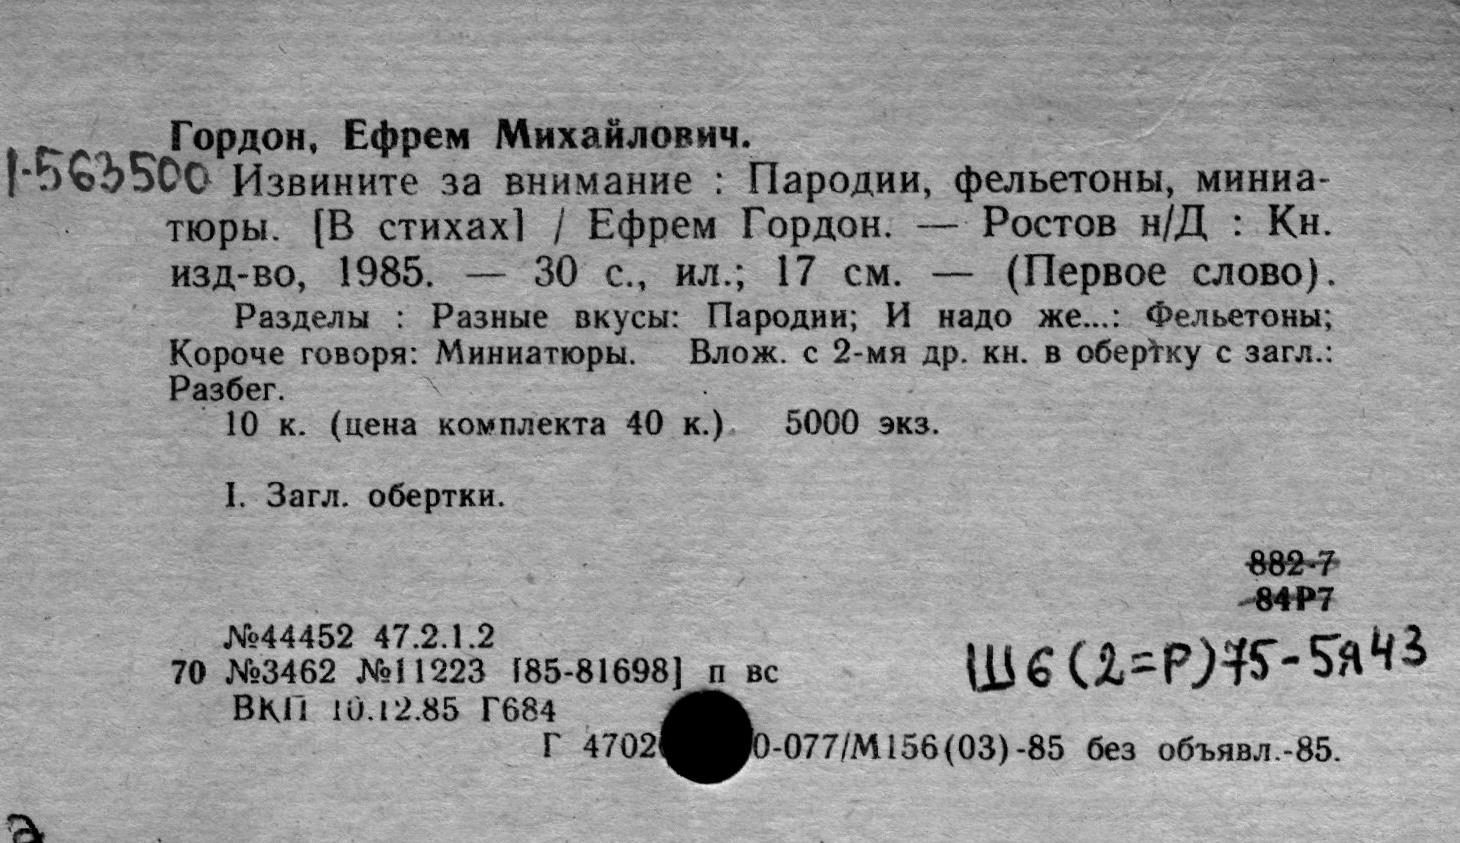 Гордон, Ефрем Михайлович.
1-563500 Извините за внимание : Пародии, фельетоны, миниа-
тюры. [В стихах] / Ефрем Гордон. — Ростов н/Д : Кн.
изд-во, 1985. — 30 с., ил.; 17 см. — (Первое слово).
Разделы : Разные вкусы: Пародии; И надо же...: Фельетоны;
Короче говоря: Миниатюры. Влож. с 2-мя др. кн. в обертку с загл.:
Разбег.
10 к. (цена комплекта 40 к.). 5000 экз.
I. Загл. обертки.
882-7
84Р7
№44452 47.2.1.2
Ш6(2=Р)75-5я43
70 №3462 №11223 [85-81698] п вс
ВКП 10.12.85 Г684
Г 4702 0-077/М156(03)-85 без объявл.-85.